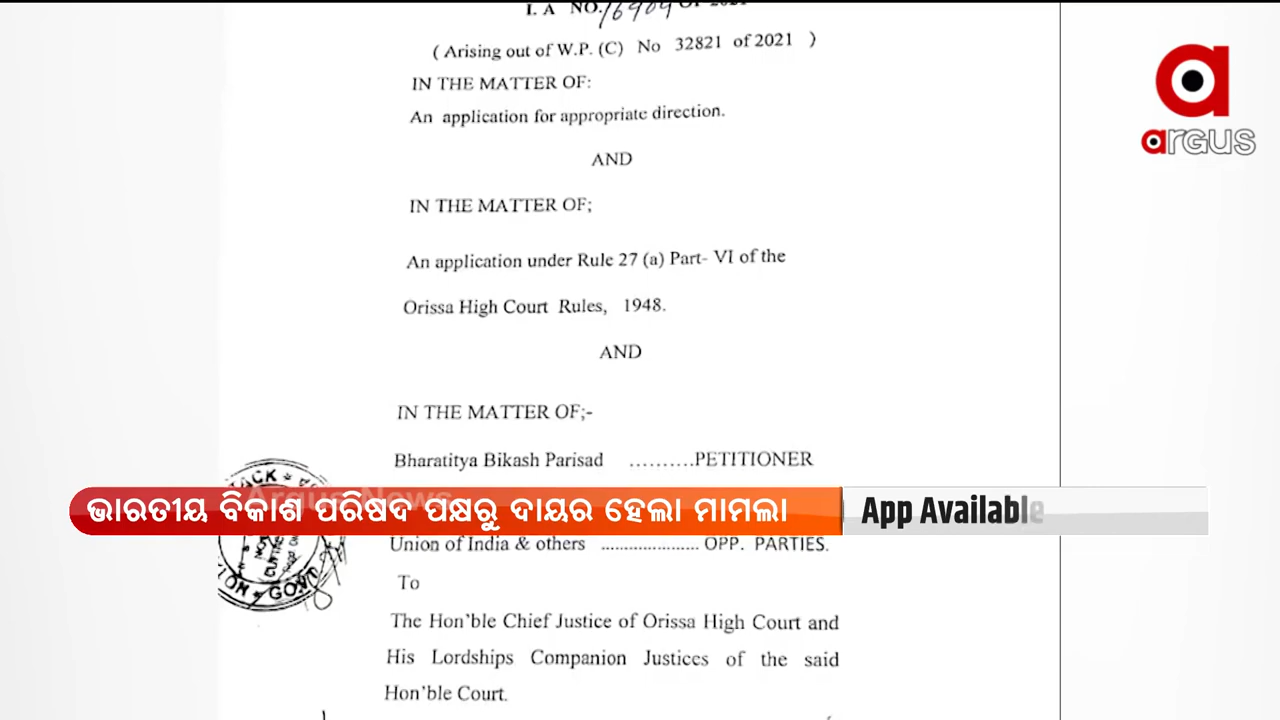 I. A NO.
( Arising out of W.P. (C) No 32821 of 2021 )
IN THE MATTER OF:
An application for appropriate direction.
AND
IN THE MATTER OF;
An application under Rule 27 (a) Part- VI of the
Orissa High Court Rules, 1948.
AND
IN THE MATTER OF;-
Bharatitya Bikash Parisad ..........PETITIONER
ଭାରତୀୟ ବିକାଶ ପରିଷଦ ପକ୍ଷରୁ ଦାୟର ହେଲା ମାମଲା
App Available
Argus News
Union of India & others ...................... OPP. PARTIES.
To
The Hon'ble Chief Justice of Orissa High Court and
His Lordships Companion Justices of the said
Hon'ble Court.
argus